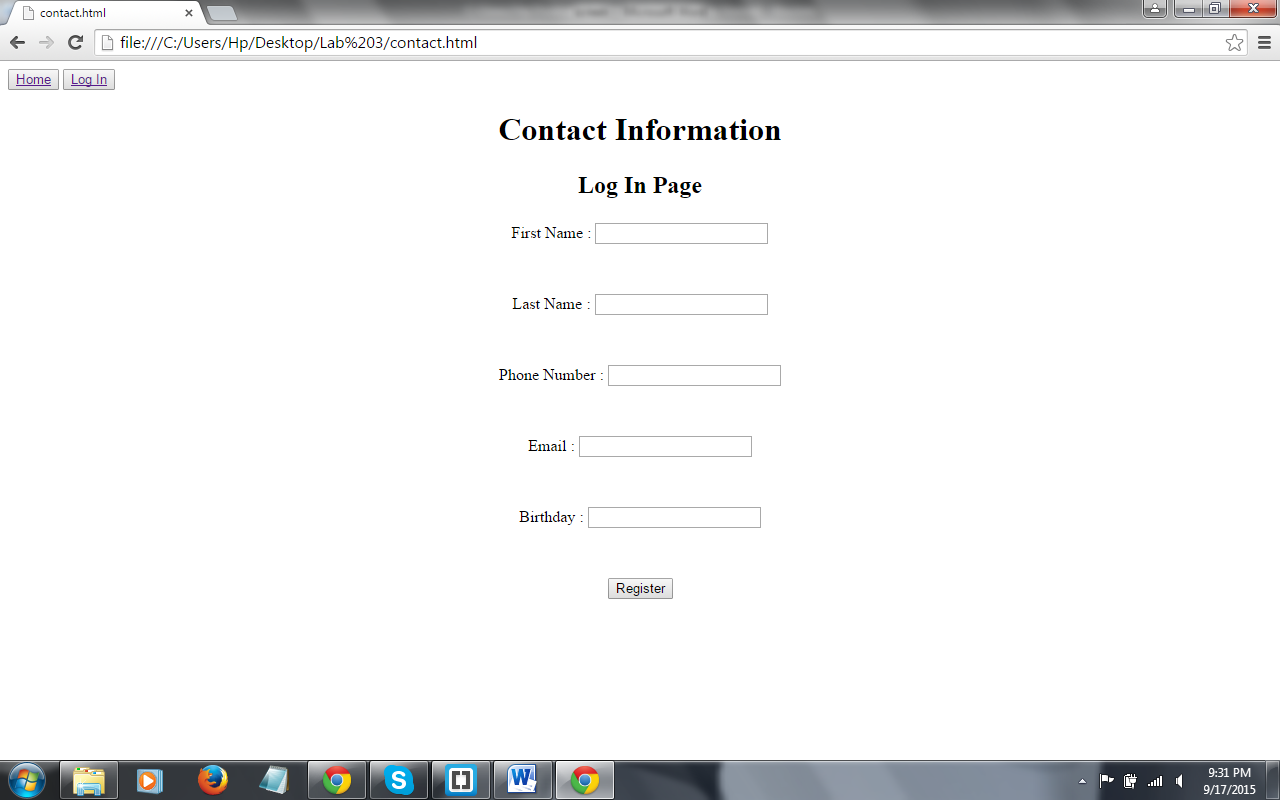 contact.html
file:///C:/Users/Hp/Desktop/Lab%203/contact.html
Home Log In
Contact Information
Log In Page
First Name :
Last Name :
Phone Number :
Email :
Birthday :
Register
9:31 PM
9/17/2015